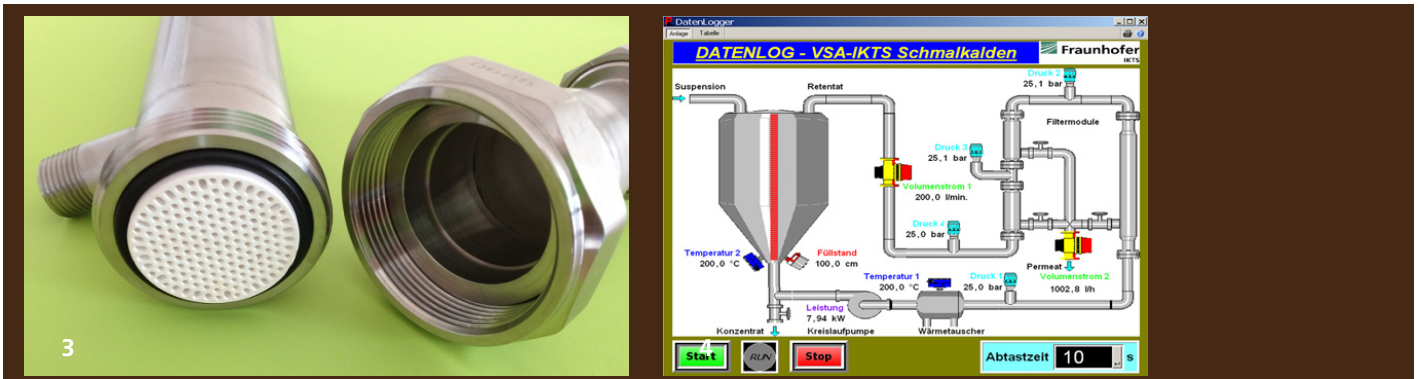 3
DatenLogger
Anlage Tabelle
DATENLOG - VSA-IKTS Schmalkalden
Fraunhofer
IKTS
Suspension
Retentat
Druck 2
25,1 bar
Filtermodule
Druck 3
25,1 bar
Volumenstrom 1
200,0 l/min.
Druck 4
25,0 bar
Temperatur 2
200,0 °C
Füllstand
100,0 cm
Temperatur 1
200,0 °C
Druck 1
25,0 bar
Permeat
Volumenstrom 2
1002,8 l/h
Leistung
7,94 kW
Konzentrat
Kreislaufpumpe
Wärmetauscher
4
Start
RUN
Stop
Abtastzeit 10 s